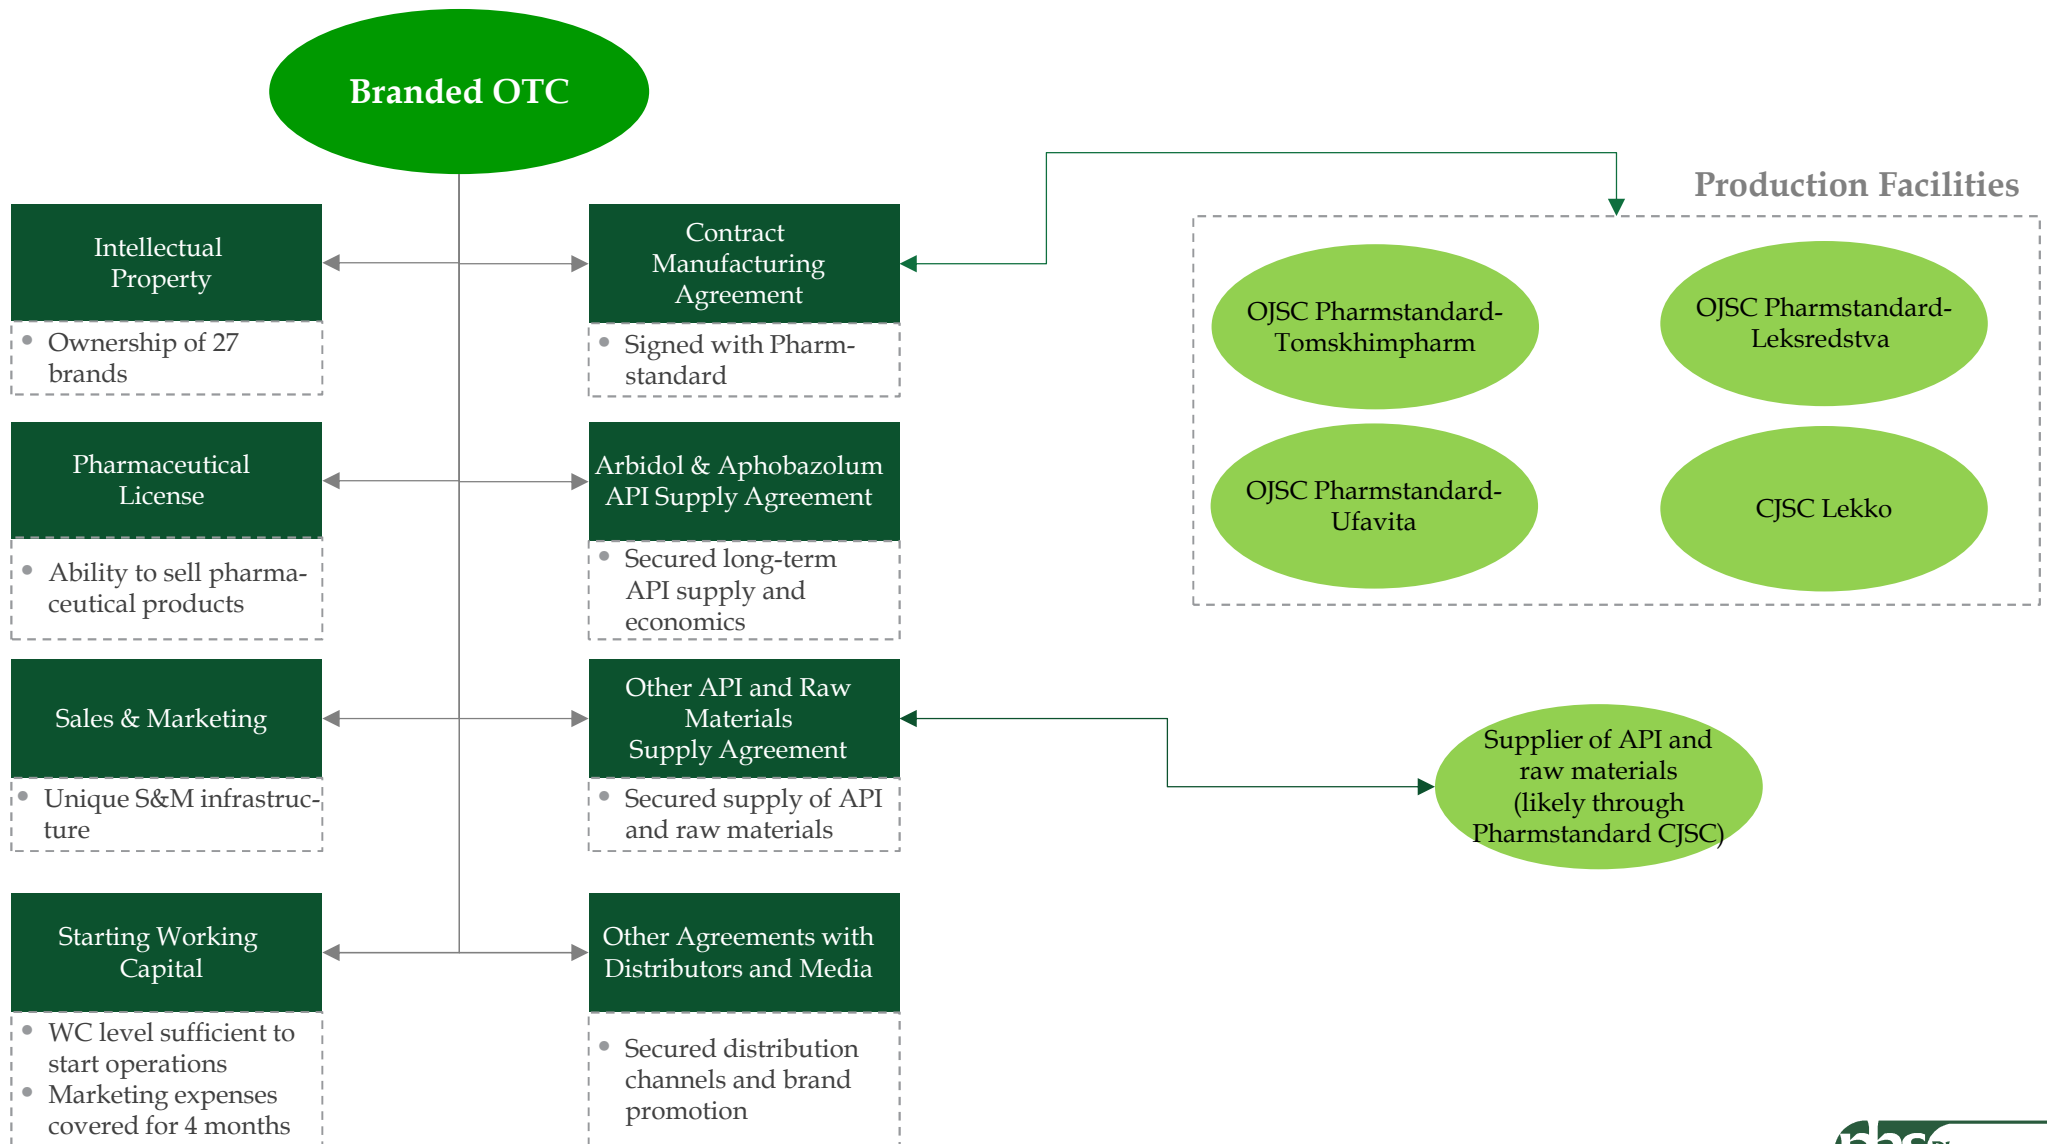 Branded OTC
Production Facilities
Intellectual
Property
• Ownership of 27
brands
Contract
Manufacturing
Agreement
• Signed with Pharm-
standard
OJSC Pharmstandard-
Tomskhimpharm
OJSC Pharmstandard-
Leksredstva
OJSC Pharmstandard-
Ufavita
CJSC Lekko
Pharmaceutical
License
• Ability to sell pharma-
ceutical products
Arbidol & Aphobazolum
API Supply Agreement
• Secured long-term
API supply and
economics
Sales & Marketing
• Unique S&M infrastruc-
ture
Other API and Raw
Materials
Supply Agreement
• Secured supply of API
and raw materials
Supplier of API and
raw materials
(likely through
Pharmstandard CJSC)
Starting Working
Capital
• WC level sufficient to
start operations
• Marketing expenses
covered for 4 months
Other Agreements with
Distributors and Media
• Secured distribution
channels and brand
promotion